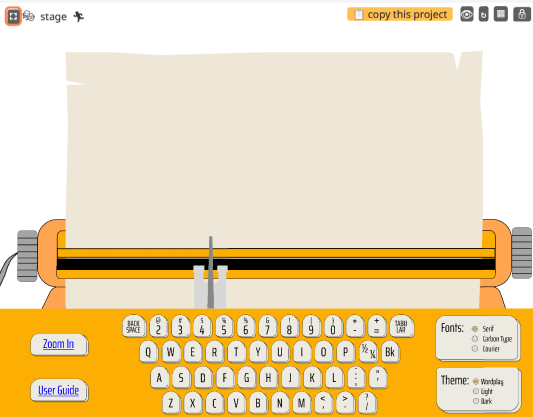 stage
📋 copy this project
BACK SPACE @ 2 # 3 $ 4 % 5 % 6 & 7 ! 8 ( 9 ) 0 * - + = TABU LAR
Q W E R T Y U I O P ½ ¼ Bk
A S D F G H J K L : ; " '
Z X C V B N M < , > . ? /
Zoom In
User Guide
Fonts:
Serif
Carbon Type
Courier
Theme:
Wordplay
Light
Dark